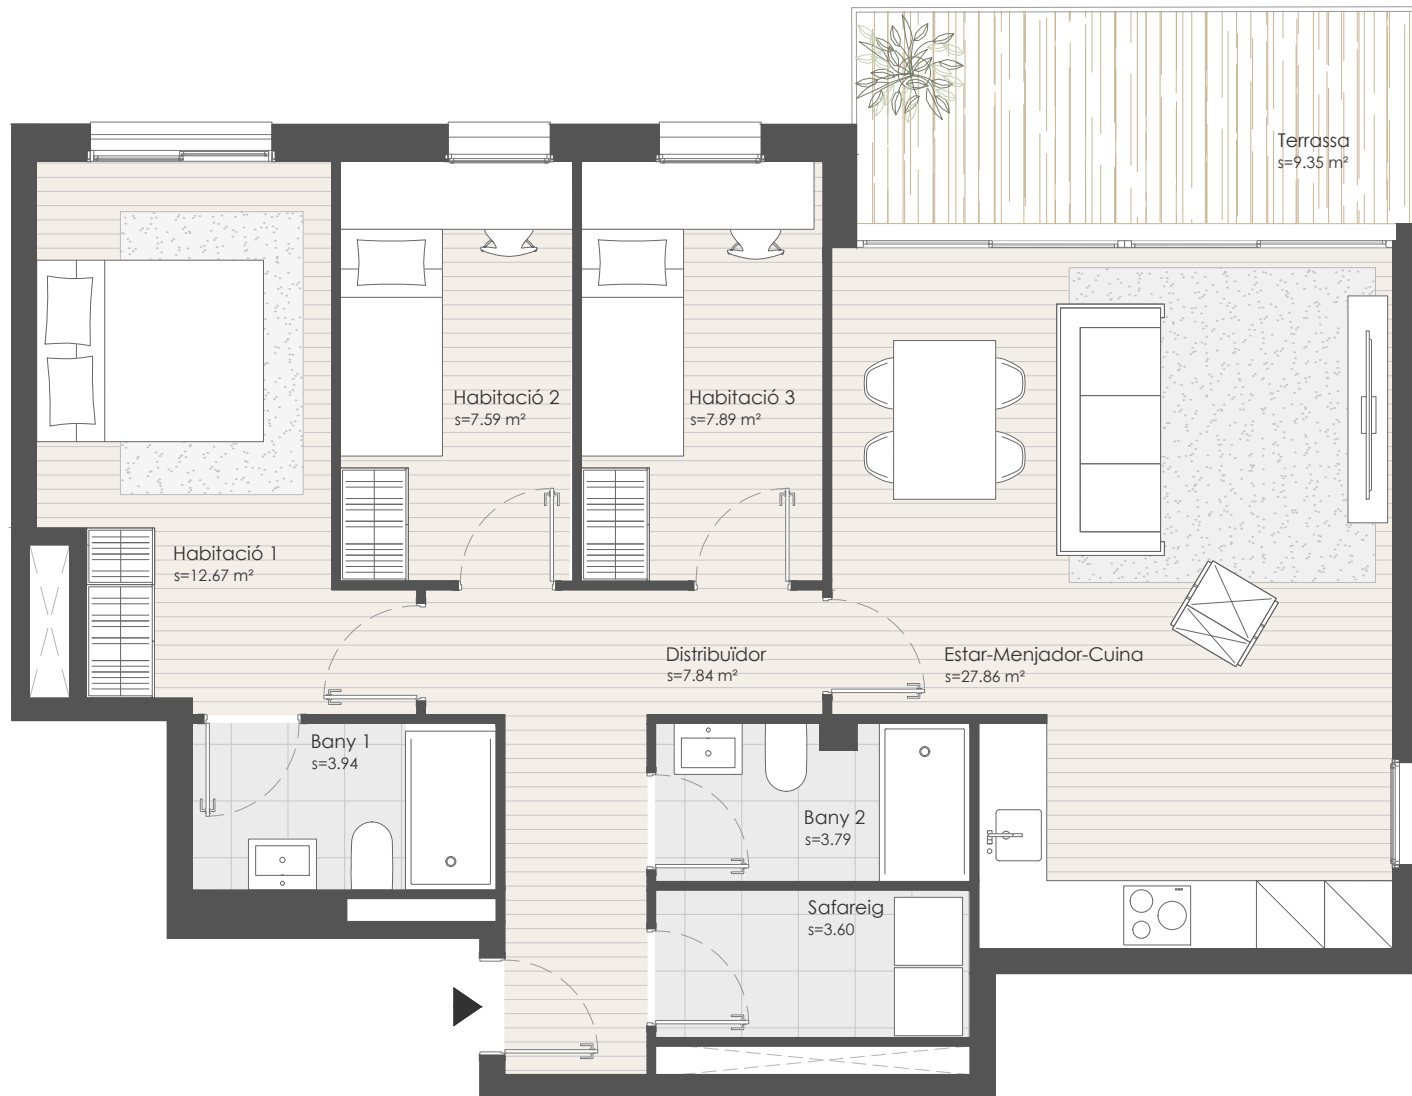 Terrassa
s=9.35 m²
Habitació 2
s=7.59 m²
Habitació 3
s=7.89 m²
Habitació 1
s=12.67 m²
Distribuïdor
s=7.84 m²
Estar-Menjador-Cuina
s=27.86 m²
Bany 1
s=3.94
Bany 2
s=3.79
Safareig
s=3.60